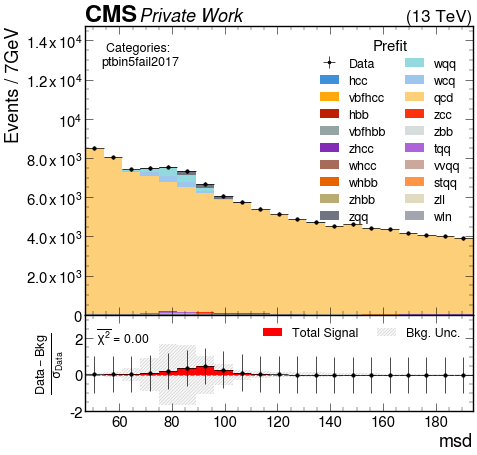 CMS Private Work (13 TeV)
Events / 7GeV
Categories:
ptbin5fail2017
Prefit
Data
hcc
vbfhcc
hbb
vbfhbb
zhcc
whcc
whbb
zhbb
zqq
wqq
wcq
qcd
zcc
zbb
tqq
vvqq
stqq
zll
wln
1.4 x 10⁴
1.2 x 10⁴
10⁴
8.0 x 10³
6.0 x 10³
4.0 x 10³
2.0 x 10³
0
Data − Bkg
σData
χ² = 0.00
Total Signal
Bkg. Unc.
2
0
-2
60 80 100 120 140 160 180
msd